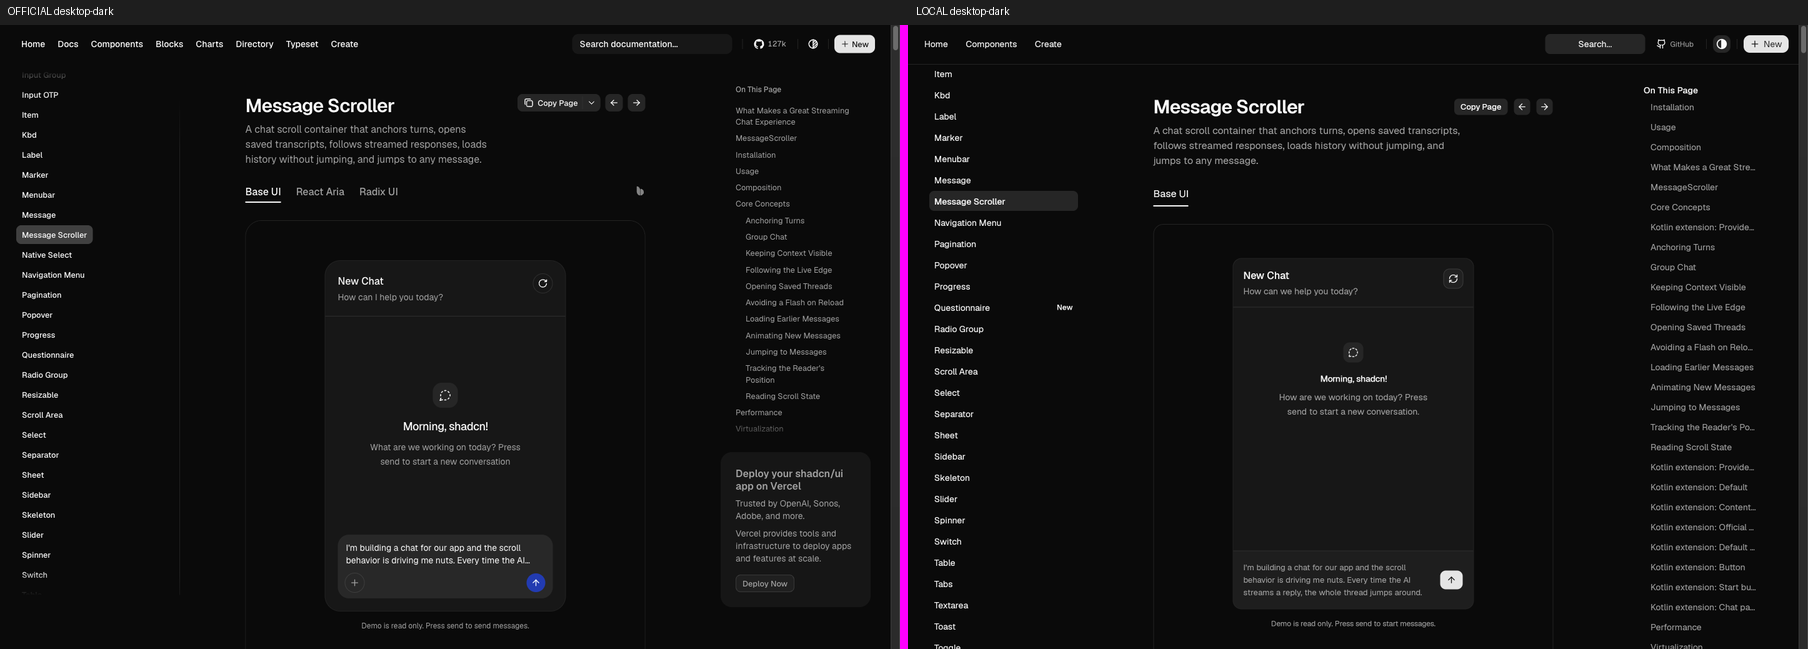 OFFICIAL desktop-dark
Home Docs Components Blocks Charts Directory Typeset Create
Search documentation...
127k
New
Input Group
Input OTP
Item
Kbd
Label
Marker
Menubar
Message
Message Scroller
Native Select
Navigation Menu
Pagination
Popover
Progress
Questionnaire
Radio Group
Resizable
Scroll Area
Select
Separator
Sheet
Sidebar
Skeleton
Slider
Spinner
Switch
Message Scroller
Copy Page
A chat scroll container that anchors turns, opens
saved transcripts, follows streamed responses, loads
history without jumping, and jumps to any message.
Base UI React Aria Radix UI
New Chat
How can I help you today?
Morning, shadcn!
What are we working on today? Press
send to start a new conversation
I'm building a chat for our app and the scroll
behavior is driving me nuts. Every time the AI...
Demo is read only. Press send to send messages.
On This Page
What Makes a Great Streaming
Chat Experience
MessageScroller
Installation
Usage
Composition
Core Concepts
Anchoring Turns
Group Chat
Keeping Context Visible
Following the Live Edge
Opening Saved Threads
Avoiding a Flash on Reload
Loading Earlier Messages
Animating New Messages
Jumping to Messages
Tracking the Reader's
Position
Reading Scroll State
Performance
Virtualization
Deploy your shadcn/ui
app on Vercel
Trusted by OpenAI, Sonos,
Adobe, and more.
Vercel provides tools and
infrastructure to deploy apps
and features at scale.
Deploy Now
LOCAL desktop-dark
Home Components Create
Search...
GitHub
New
Item
Kbd
Label
Marker
Menubar
Message
Message Scroller
Navigation Menu
Pagination
Popover
Progress
Questionnaire New
Radio Group
Resizable
Scroll Area
Select
Separator
Sheet
Sidebar
Skeleton
Slider
Spinner
Switch
Table
Tabs
Textarea
Toast
Toggle
Message Scroller
Copy Page
A chat scroll container that anchors turns, opens saved transcripts,
follows streamed responses, loads history without jumping, and
jumps to any message.
Base UI
New Chat
How can we help you today?
Morning, shadcn!
How are we working on today? Press
send to start a new conversation.
I'm building a chat for our app and the scroll
behavior is driving me nuts. Every time the AI
streams a reply, the whole thread jumps around.
Demo is read only. Press send to start messages.
On This Page
Installation
Usage
Composition
What Makes a Great Stre...
MessageScroller
Core Concepts
Kotlin extension: Provide...
Anchoring Turns
Group Chat
Keeping Context Visible
Following the Live Edge
Opening Saved Threads
Avoiding a Flash on Relo...
Loading Earlier Messages
Animating New Messages
Jumping to Messages
Tracking the Reader's Po...
Reading Scroll State
Kotlin extension: Provide...
Kotlin extension: Default
Kotlin extension: Content...
Kotlin extension: Official ...
Kotlin extension: Default ...
Kotlin extension: Button
Kotlin extension: Start bu...
Kotlin extension: Chat pa...
Performance
Virtualization